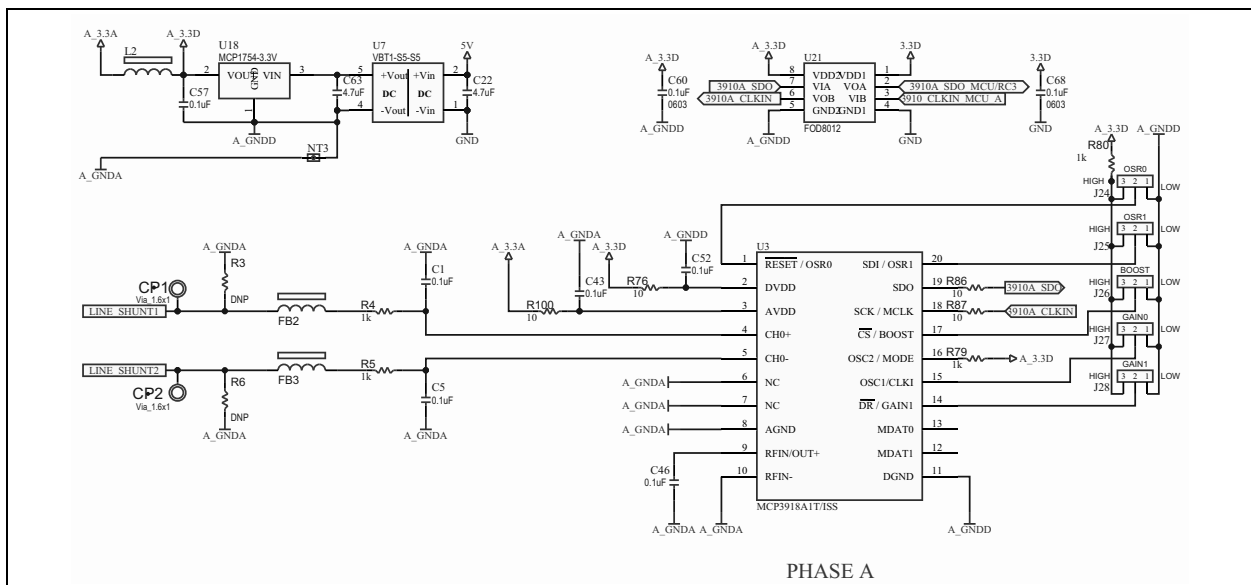 A_3.3A
A_3.3D
L2
U18
MCP1754-3.3V
2
VOUT
GND
VIN
3
1
C57
0.1uF
A_GNDD
C63
4.7uF
U7
VBT1-S5-S5
5
+Vout
+Vin
2
DC
DC
4
-Vout
-Vin
1
5V
C22
4.7uF
GND
NT3
A_GNDA
A_3.3D
C60
0.1uF
0603
A_GNDD
A_3.3D
U21
3.3D
8
VDD2
VDD1
1
3910A_SDO
7
VIA
VOA
2
3910A_SDO_MCU/RC3
3910A_CLKIN
6
VOB
VIB
3
3910_CLKIN_MCU_A
5
GND2
GND1
4
FOD8012
A_GNDD
GND
3.3D
C68
0.1uF
0603
GND
A_3.3D
A_GNDD
R80
1k
OSR0
HIGH
3 2 1
LOW
J24
OSR1
HIGH
3 2 1
LOW
J25
BOOST
HIGH
3 2 1
LOW
J26
GAIN0
HIGH
3 2 1
LOW
J27
GAIN1
HIGH
3 2 1
LOW
J28
A_GNDA
R3
DNP
CP1
Via_1.6x1
LINE_SHUNT1
FB2
R4
1k
A_GNDA
C1
0.1uF
LINE_SHUNT2
CP2
Via_1.6x1
R6
DNP
A_GNDA
FB3
R5
1k
C5
0.1uF
A_GNDA
A_3.3A
R100
10
A_GNDA
C43
0.1uF
A_3.3D
R76
10
A_GNDD
C52
0.1uF
U3
1
RESET / OSR0
SDI / OSR1
20
2
DVDD
SDO
19
R86
10
3910A_SDO
3
AVDD
SCK / MCLK
18
R87
10
3910A_CLKIN
4
CH0+
CS / BOOST
17
5
CH0-
OSC2 / MODE
16
R79
1k
A_3.3D
A_GNDA
6
NC
OSC1/CLKI
15
A_GNDA
7
NC
DR / GAIN1
14
A_GNDA
8
AGND
MDAT0
13
9
RFIN/OUT+
MDAT1
12
10
RFIN-
DGND
11
C46
0.1uF
A_GNDA
A_GNDA
MCP3918A1T/ISS
A_GNDD
PHASE A